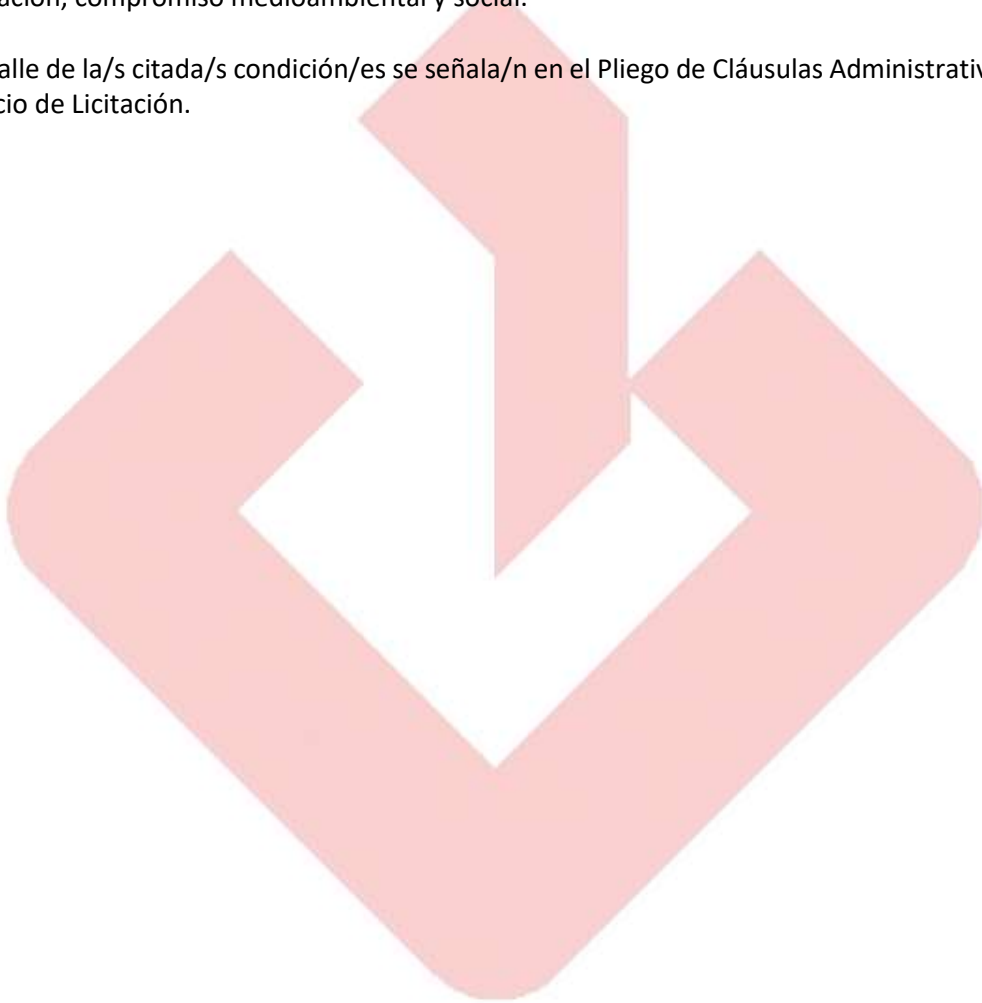 ación, compromiso medioambiental y social.
alle de la/s citada/s condición/es se señala/n en el Pliego de Cláusulas Administrativ
cio de Licitación.